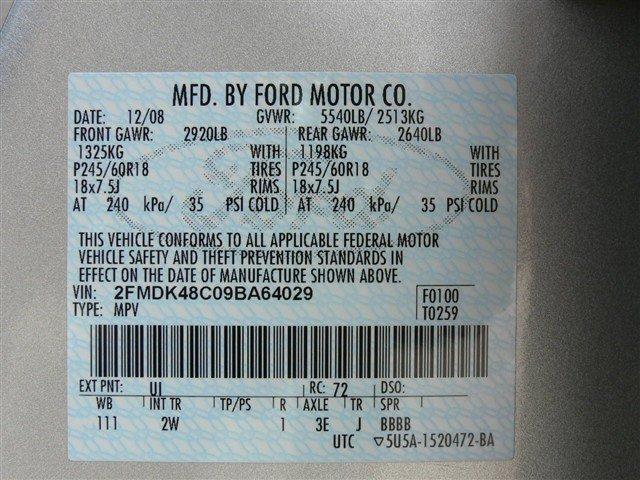 MFD. BY FORD MOTOR CO.
DATE: 12/08 GVWR: 5540LB/ 2513KG
FRONT GAWR: 2920LB REAR GAWR: 2640LB
1325KG WITH 1198KG WITH
P245/60R18 TIRES P245/60R18 TIRES
18x7.5J RIMS 18x7.5J RIMS
AT 240 kPa/ 35 PSI COLD AT 240 kPa/ 35 PSI COLD
THIS VEHICLE CONFORMS TO ALL APPLICABLE FEDERAL MOTOR
VEHICLE SAFETY AND THEFT PREVENTION STANDARDS IN
EFFECT ON THE DATE OF MANUFACTURE SHOWN ABOVE.
VIN: 2FMDK48C09BA64029 F0100
TYPE: MPV T0259
EXT PNT: UI RC: 72 DSO:
WB INT TR TP/PS R AXLE TR SPR
111 2W 1 3E J BBBB
UTC ▽5U5A-1520472-BA